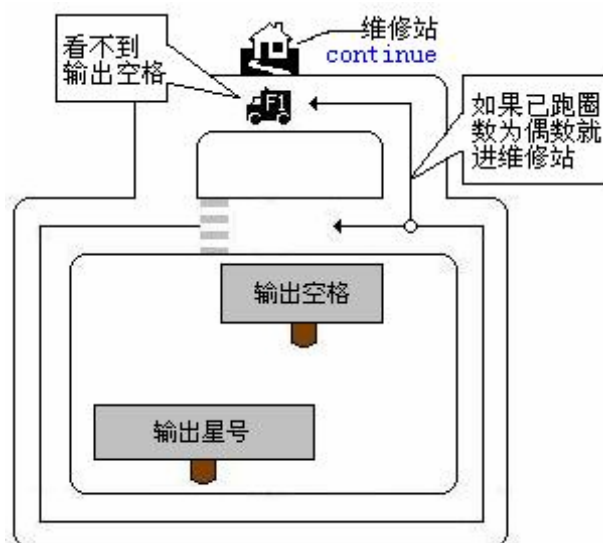 看不到
输出空格
维修站
continue
F1
如果已跑圈
数为偶数就
进维修站
输出空格
输出星号